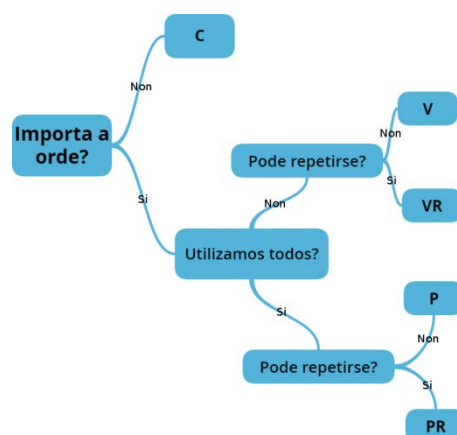 C
Non
Importa a
orde?
Si
V
Non
Pode repetirse?
Si
VR
Non
Utilizamos todos?
Si
P
Non
Pode repetirse?
Si
PR